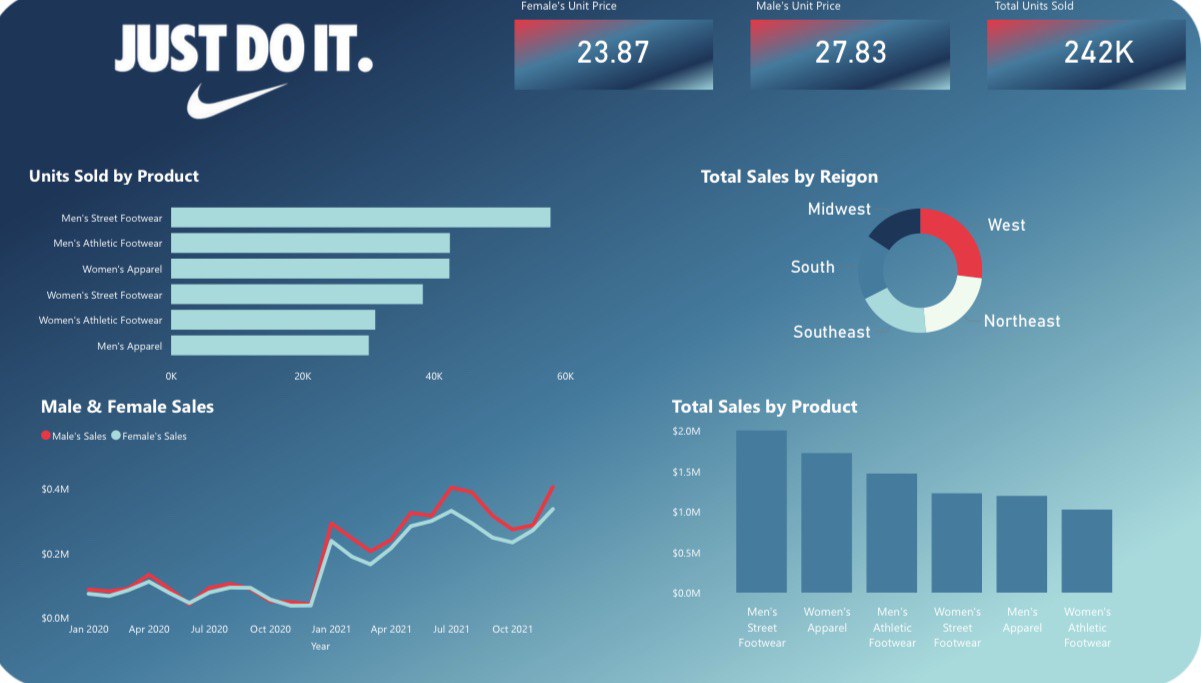 JUST DO IT.
Female's Unit Price
23.87
Male's Unit Price
27.83
Total Units Sold
242K
Units Sold by Product
Men's Street Footwear
Men's Athletic Footwear
Women's Apparel
Women's Street Footwear
Women's Athletic Footwear
Men's Apparel
0K 20K 40K 60K
Total Sales by Reigon
Midwest
West
South
Northeast
Southeast
Male & Female Sales
Male's Sales Female's Sales
$0.4M
$0.2M
$0.0M
Jan 2020 Apr 2020 Jul 2020 Oct 2020 Jan 2021 Apr 2021 Jul 2021 Oct 2021
Year
Total Sales by Product
$2.0M
$1.5M
$1.0M
$0.5M
$0.0M
Men's
Street
Footwear
Women's
Apparel
Men's
Athletic
Footwear
Women's
Street
Footwear
Men's
Apparel
Women's
Athletic
Footwear